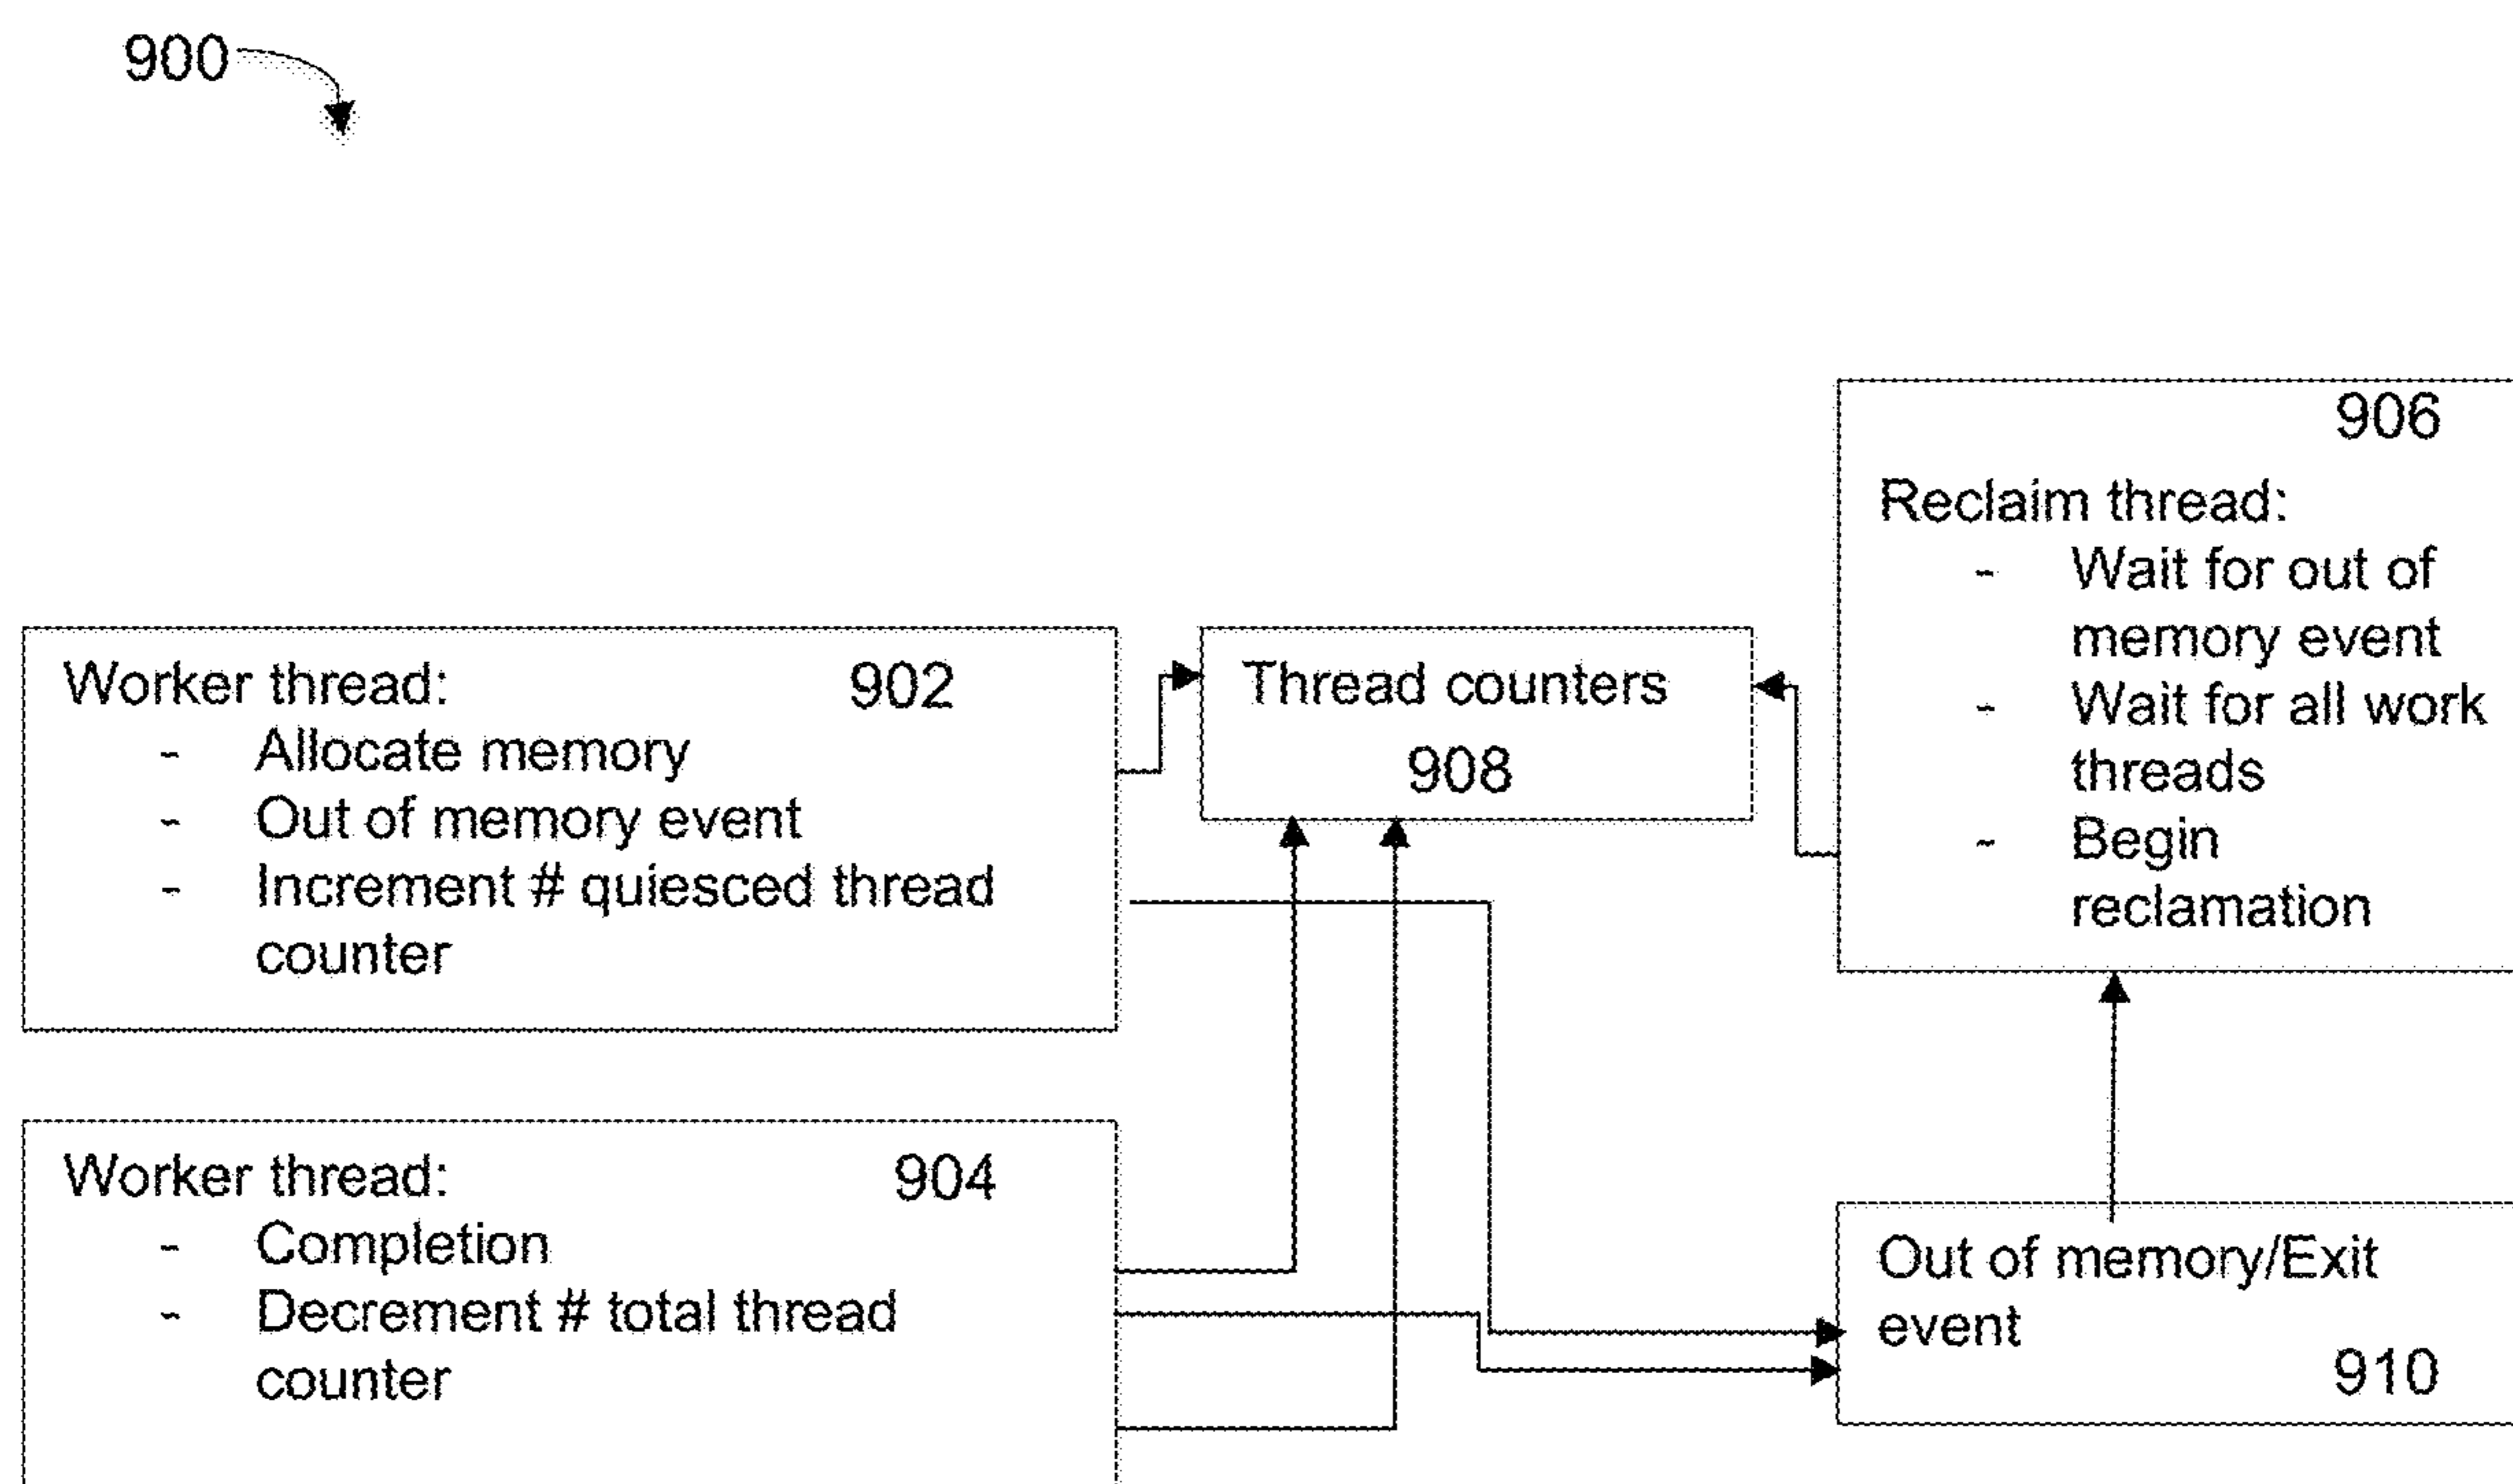 900
906
Reclaim thread:
- Wait for out of
memory event
- Wait for all work
threads
- Begin
reclamation
Worker thread: 902
- Allocate memory
- Out of memory event
- Increment # quiesced thread
counter
Thread counters
908
Worker thread: 904
- Completion
- Decrement # total thread
counter
Out of memory/Exit
event
910